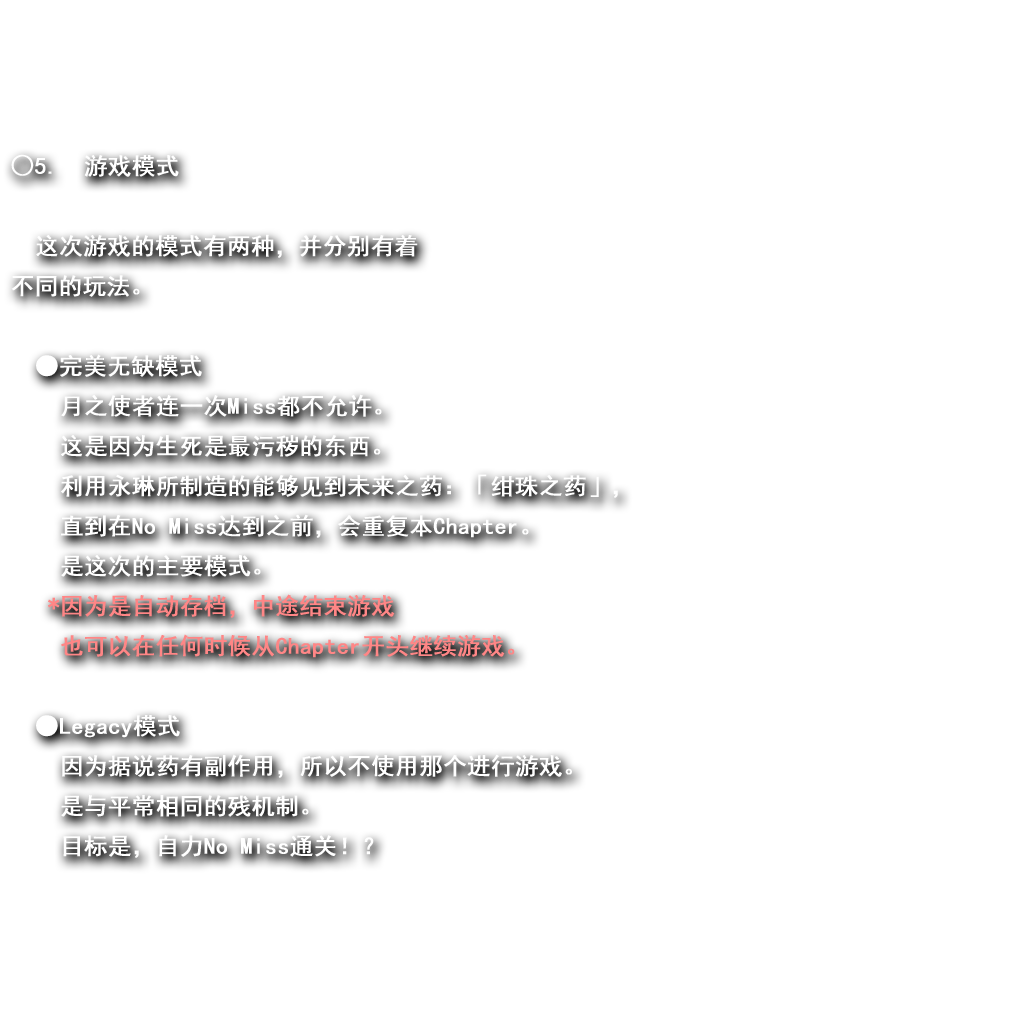 ○5.　游戏模式
这次游戏的模式有两种，并分别有着
不同的玩法。
●完美无缺模式
月之使者连一次Miss都不允许。
这是因为生死是最污秽的东西。
利用永琳所制造的能够见到未来之药：「绀珠之药」，
直到在No Miss达到之前，会重复本Chapter。
是这次的主要模式。
*因为是自动存档，中途结束游戏
也可以在任何时候从Chapter开头继续游戏。
●Legacy模式
因为据说药有副作用，所以不使用那个进行游戏。
是与平常相同的残机制。
目标是，自力No Miss通关！？